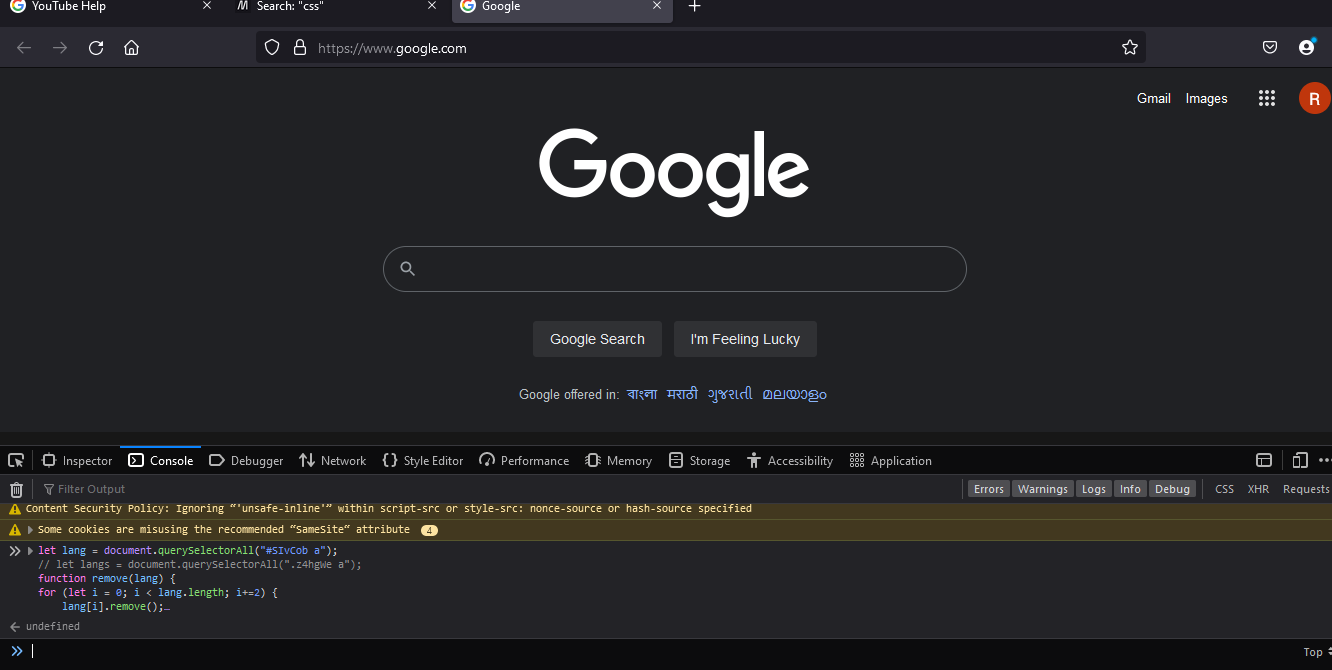 YouTube Help
Search: "css"
Google
https://www.google.com
Gmail Images
R
Google
Google Search I'm Feeling Lucky
Google offered in: বাংলা मराठी ગુજરાતી മലയാളം
Inspector Console Debugger Network Style Editor Performance Memory Storage Accessibility Application
Filter Output Errors Warnings Logs Info Debug CSS XHR Requests
Content Security Policy: Ignoring “'unsafe-inline'” within script-src or style-src: nonce-source or hash-source specified
Some cookies are misusing the recommended “SameSite“ attribute 4
let lang = document.querySelectorAll("#SIvCob a");
// let langs = document.querySelectorAll(".z4hgWe a");
function remove(lang) {
for (let i = 0; i < lang.length; i+=2) {
lang[i].remove();…
undefined
Top